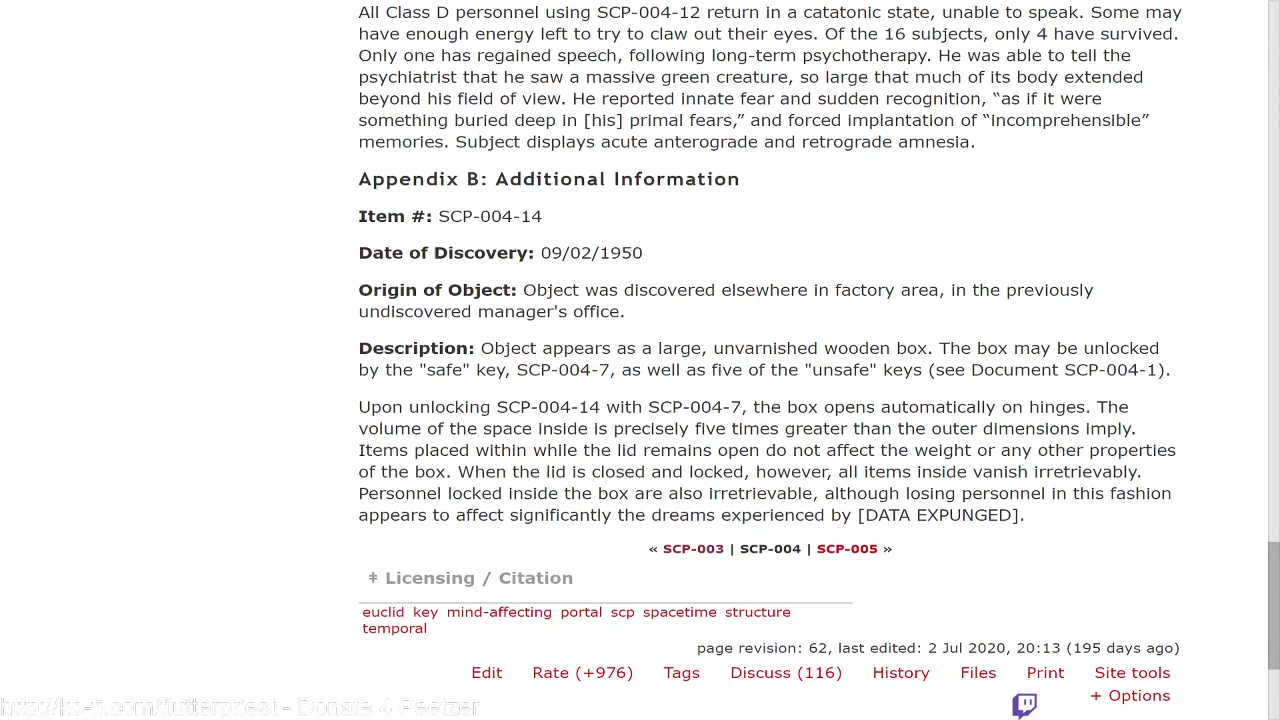 All Class D personnel using SCP-004-12 return in a catatonic state, unable to speak. Some may
have enough energy left to try to claw out their eyes. Of the 16 subjects, only 4 have survived.
Only one has regained speech, following long-term psychotherapy. He was able to tell the
psychiatrist that he saw a massive green creature, so large that much of its body extended
beyond his field of view. He reported innate fear and sudden recognition, “as if it were
something buried deep in [his] primal fears,” and forced implantation of “incomprehensible”
memories. Subject displays acute anterograde and retrograde amnesia.
Appendix B: Additional Information
Item #: SCP-004-14
Date of Discovery: 09/02/1950
Origin of Object: Object was discovered elsewhere in factory area, in the previously
undiscovered manager's office.
Description: Object appears as a large, unvarnished wooden box. The box may be unlocked
by the "safe" key, SCP-004-7, as well as five of the "unsafe" keys (see Document SCP-004-1).
Upon unlocking SCP-004-14 with SCP-004-7, the box opens automatically on hinges. The
volume of the space inside is precisely five times greater than the outer dimensions imply.
Items placed within while the lid remains open do not affect the weight or any other properties
of the box. When the lid is closed and locked, however, all items inside vanish irretrievably.
Personnel locked inside the box are also irretrievable, although losing personnel in this fashion
appears to affect significantly the dreams experienced by [DATA EXPUNGED].
« SCP-003 | SCP-004 | SCP-005 »
‡ Licensing / Citation
euclid key mind-affecting portal scp spacetime structure
temporal
page revision: 62, last edited: 2 Jul 2020, 20:13 (195 days ago)
Edit Rate (+976) Tags Discuss (116) History Files Print Site tools
+ Options
http://ko-fi.com/flutterpriest - Donate 4 Peetzer